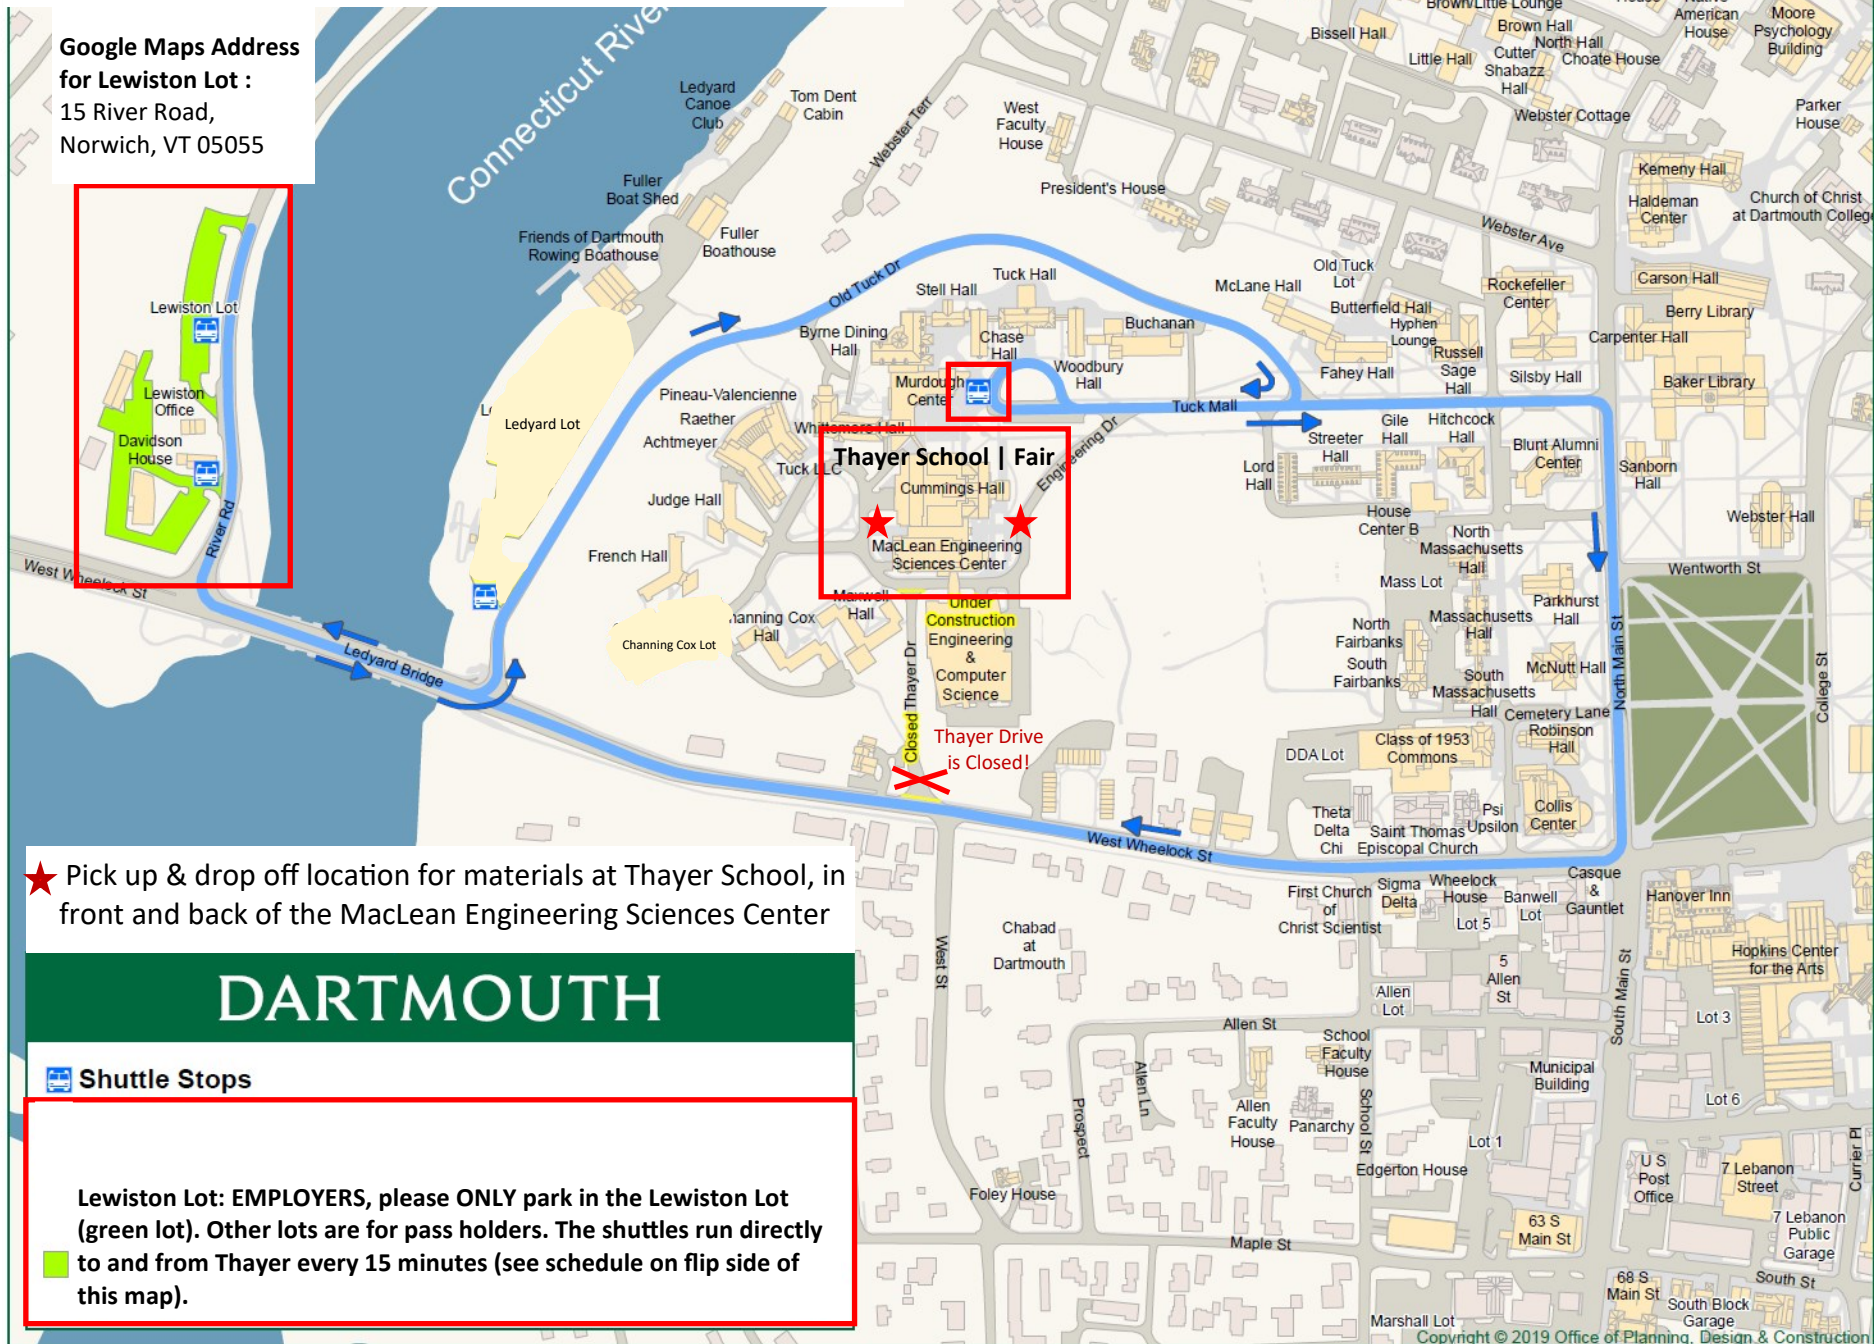 Google Maps Address
for Lewiston Lot :
15 River Road,
Norwich, VT 05055
Connecticut River
Ledyard
Canoe
Club
Tom Dent
Cabin
Webster Terr
West
Faculty
House
President's House
Fuller
Boat Shed
Fuller
Boathouse
Friends of Dartmouth
Rowing Boathouse
Bissell Hall
Brown/Little Lounge
Brown Hall
North Hall
Little Hall
Cutter
Shabazz
Hall
Choate House
Webster Cottage
American
House
Moore
Psychology
Building
Parker
House
Kemeny Hall
Haldeman
Center
Church of Christ
at Dartmouth College
Webster Ave
Old Tuck
Lot
McLane Hall
Butterfield Hall
Hyphen
Lounge
Russell
Sage
Hall
Fahey Hall
Rockefeller
Center
Silsby Hall
Carson Hall
Berry Library
Carpenter Hall
Baker Library
Lewiston Lot
Lewiston
Office
Davidson
House
River Rd
West Wheelock St
Ledyard Bridge
Ledyard Lot
Old Tuck Dr
Stell Hall
Tuck Hall
Byrne Dining
Hall
Chase
Hall
Buchanan
Woodbury
Hall
Murdough
Center
Tuck Mall
Engineering Dr
Pineau-Valencienne
Raether
Achtmeyer
Whittemore Hall
Tuck LLC
Judge Hall
French Hall
Channing Cox Lot
hanning Cox
Hall
Maxwell
Hall
Thayer School | Fair
Cummings Hall
MacLean Engineering
Sciences Center
Under
Construction
Engineering
&
Computer
Science
Closed Thayer Dr
Thayer Drive
is Closed!
Streeter
Hall
Gile
Hall
Hitchcock
Hall
Lord
Hall
Blunt Alumni
Center
Sanborn
Hall
Webster Hall
House
Center B
North
Massachusetts
Hall
Mass Lot
Massachusetts
Hall
Parkhurst
Hall
North
Fairbanks
South
Fairbanks
South
Massachusetts
Hall
McNutt Hall
North Main St
Wentworth St
College St
Cemetery Lane
Robinson
Hall
DDA Lot
Class of 1953
Commons
Theta
Delta
Chi
Saint Thomas
Episcopal Church
Psi
Upsilon
Collis
Center
West Wheelock St
First Church
of
Christ Scientist
Sigma
Delta
Wheelock
House
Lot 5
Banwell
Lot
Casque
&
Gauntlet
Hanover Inn
Hopkins Center
for the Arts
South Main St
5
Allen
St
Allen
Lot
Lot 3
Chabad
at
Dartmouth
West St
Allen St
School
Faculty
House
Allen Ln
Prospect
Allen
Faculty
House
Panarchy
School St
Municipal
Building
Lot 6
Lot 1
Edgerton House
U S
Post
Office
7 Lebanon
Street
Currier Pl
Foley House
Maple St
63 S
Main St
7 Lebanon
Public
Garage
68 S
Main St
South St
South Block
Garage
Marshall Lot
Copyright © 2019 Office of Planning, Design & Construction
Pick up & drop off location for materials at Thayer School, in
front and back of the MacLean Engineering Sciences Center
DARTMOUTH
Shuttle Stops
Lewiston Lot: EMPLOYERS, please ONLY park in the Lewiston Lot
(green lot). Other lots are for pass holders. The shuttles run directly
to and from Thayer every 15 minutes (see schedule on flip side of
this map).